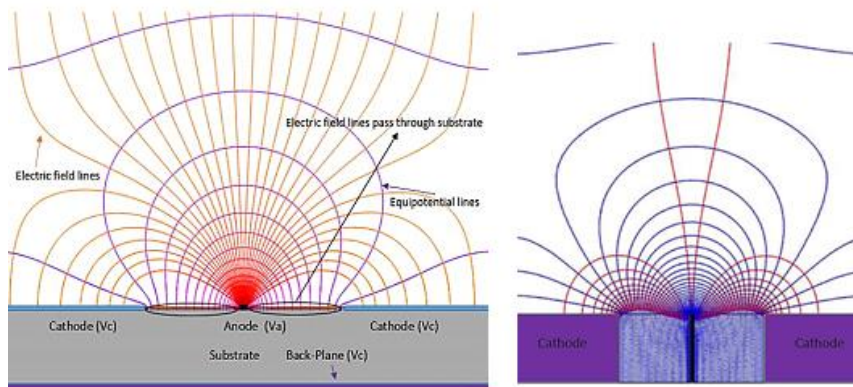 Electric field lines pass through substrate
Electric field lines
Equipotential lines
Cathode (Vc)
Anode (Va)
Cathode (Vc)
Substrate
Back-Plane (Vc)
Cathode
Cathode